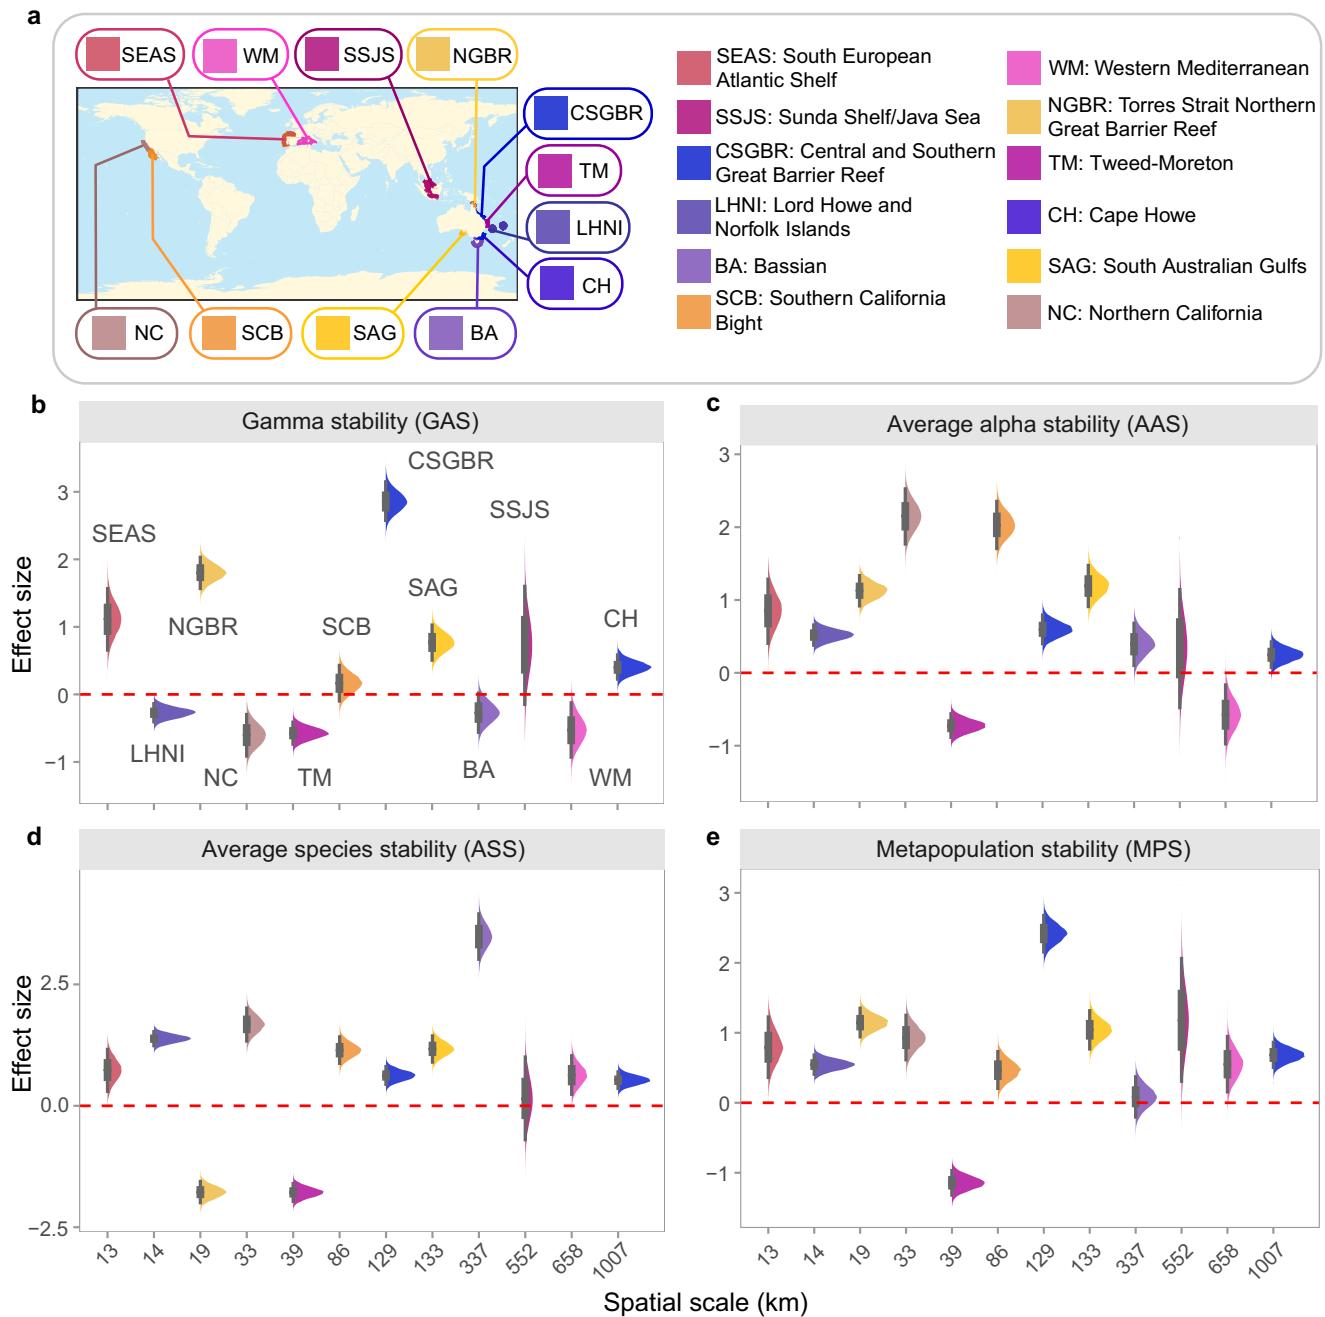 a
SEAS
WM
SSJS
NGBR
CSGBR
TM
LHNI
CH
NC
SCB
SAG
BA
SEAS: South European
Atlantic Shelf
SSJS: Sunda Shelf/Java Sea
CSGBR: Central and Southern
Great Barrier Reef
LHNI: Lord Howe and
Norfolk Islands
BA: Bassian
SCB: Southern California
Bight
WM: Western Mediterranean
NGBR: Torres Strait Northern
Great Barrier Reef
TM: Tweed-Moreton
CH: Cape Howe
SAG: South Australian Gulfs
NC: Northern California
b
Gamma stability (GAS)
Effect size
3
2
1
0
−1
SEAS
LHNI
NGBR
NC
TM
SCB
CSGBR
SAG
BA
SSJS
WM
CH
c
Average alpha stability (AAS)
3
2
1
0
−1
d
Average species stability (ASS)
Effect size
2.5
0.0
−2.5
13
14
19
33
39
86
129
133
337
552
658
1007
e
Metapopulation stability (MPS)
3
2
1
0
−1
13
14
19
33
39
86
129
133
337
552
658
1007
Spatial scale (km)